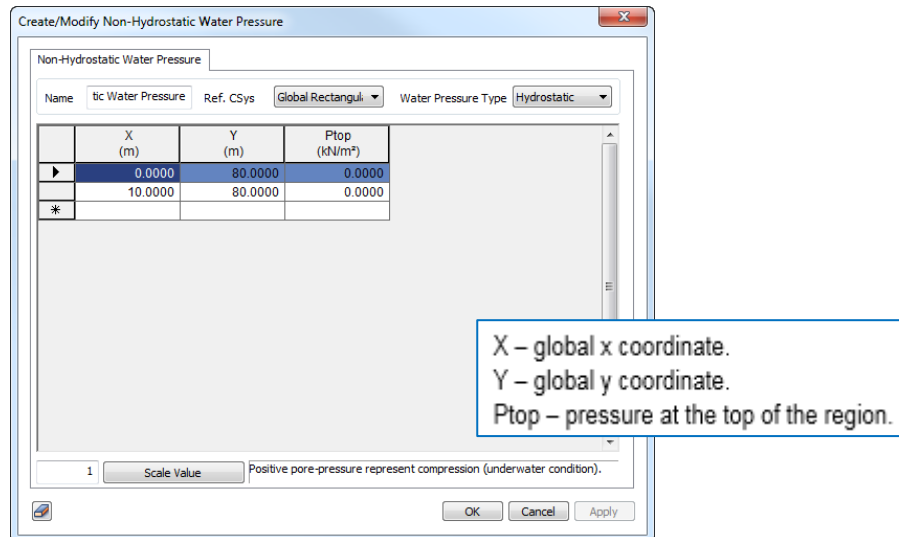 Create/Modify Non-Hydrostatic Water Pressure
Non-Hydrostatic Water Pressure
Name tic Water Pressure Ref. CSys Global Rectangul Water Pressure Type Hydrostatic
X Y Ptop
(m) (m) (kN/m²)
0.0000 80.0000 0.0000
10.0000 80.0000 0.0000
X – global x coordinate.
Y – global y coordinate.
Ptop – pressure at the top of the region.
1 Scale Value Positive pore-pressure represent compression (underwater condition).
OK Cancel Apply